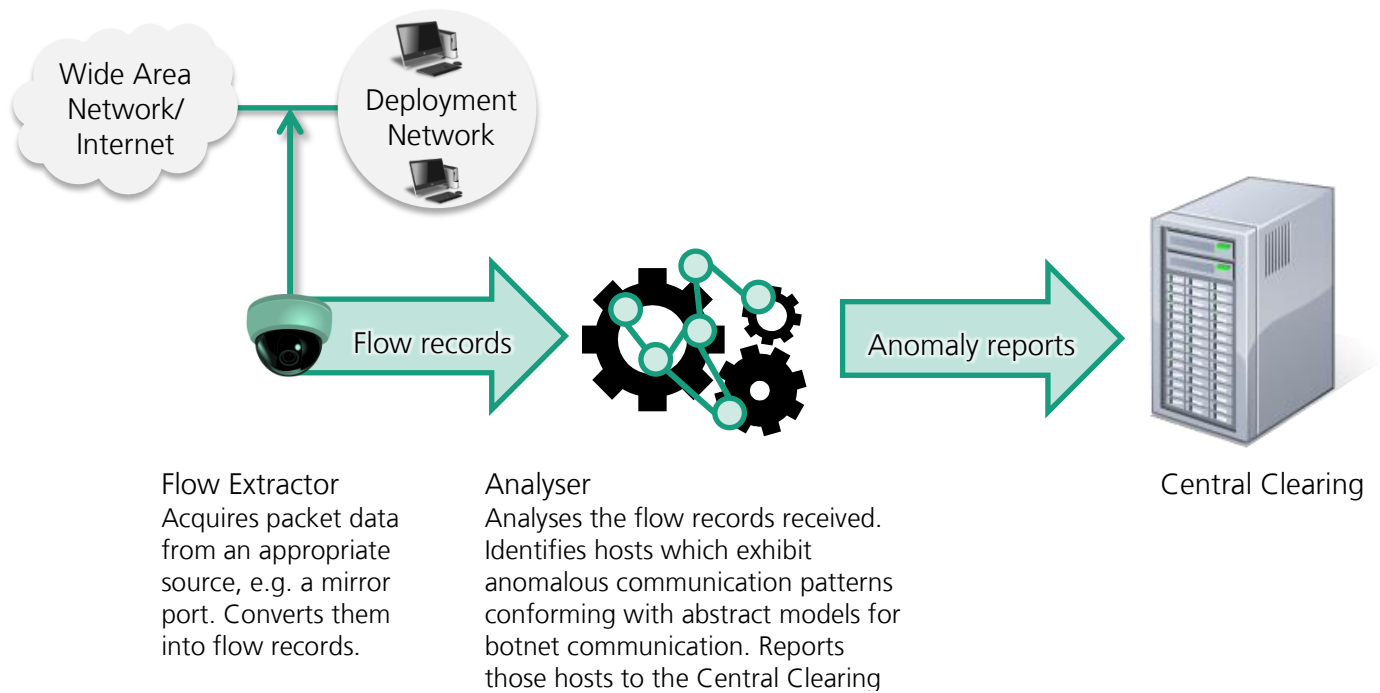 Wide Area
Network/
Internet
Deployment
Network
Flow records
Anomaly reports
Flow Extractor
Acquires packet data
from an appropriate
source, e.g. a mirror
port. Converts them
into flow records.
Analyser
Analyses the flow records received.
Identifies hosts which exhibit
anomalous communication patterns
conforming with abstract models for
botnet communication. Reports
those hosts to the Central Clearing
Central Clearing